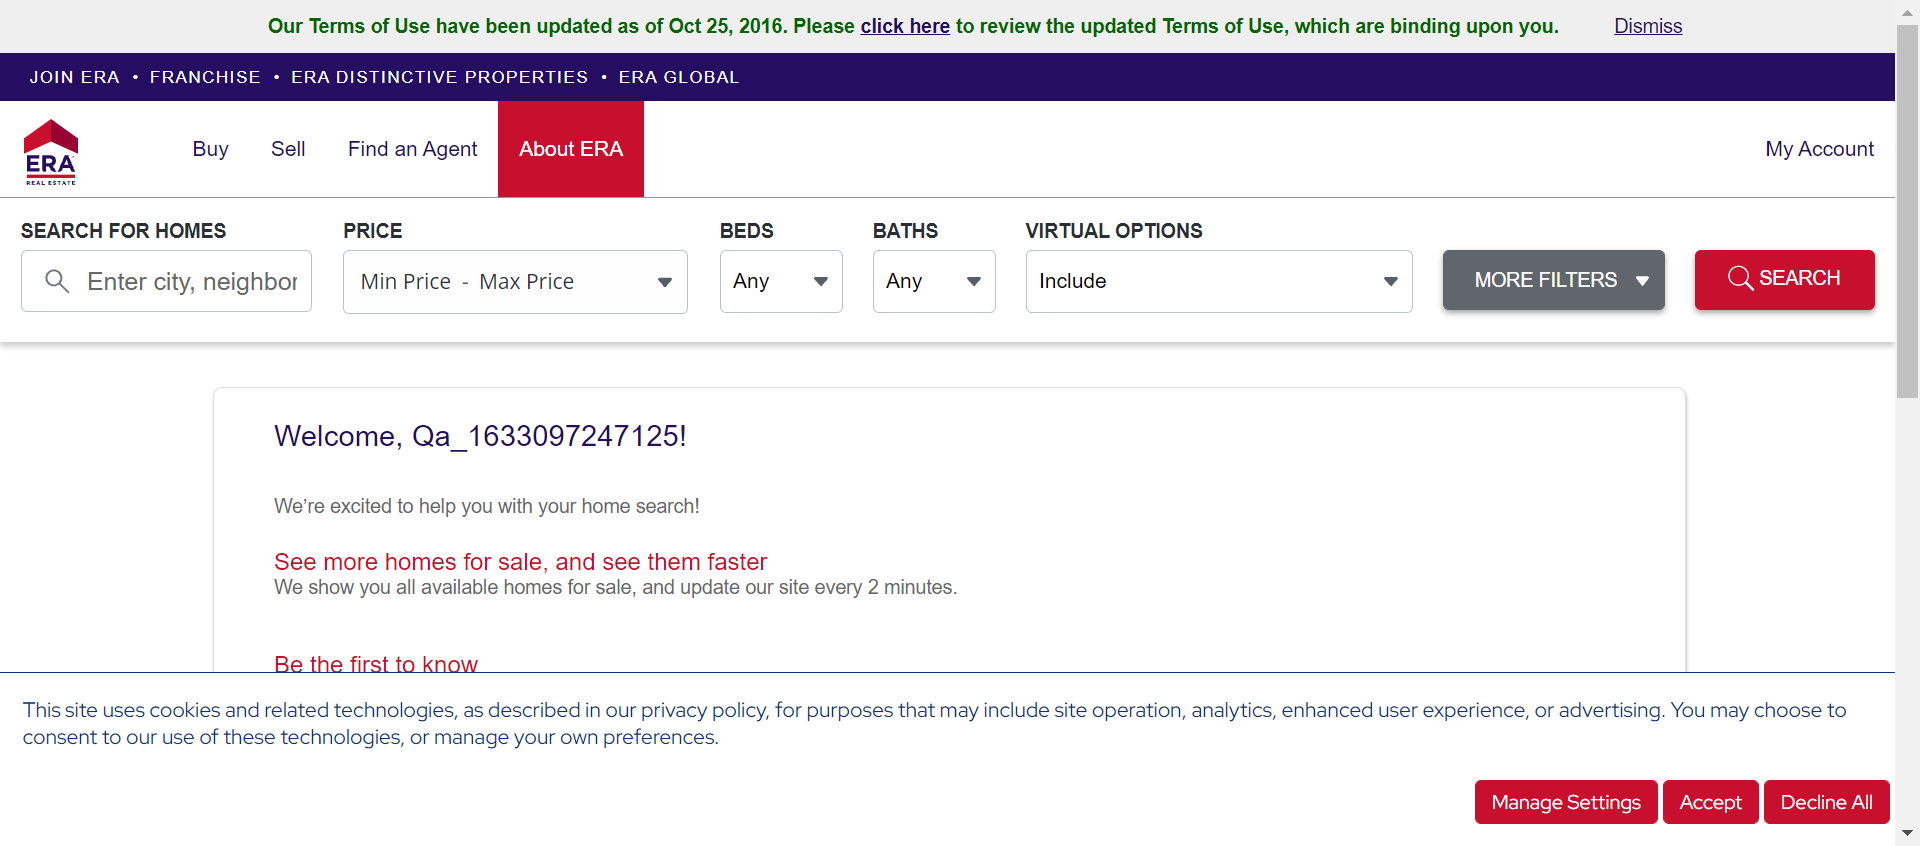 Our Terms of Use have been updated as of Oct 25, 2016. Please click here to review the updated Terms of Use, which are binding upon you. Dismiss
JOIN ERA • FRANCHISE • ERA DISTINCTIVE PROPERTIES • ERA GLOBAL
ERA
REAL ESTATE
Buy Sell Find an Agent About ERA My Account
SEARCH FOR HOMES PRICE BEDS BATHS VIRTUAL OPTIONS
Enter city, neighbor Min Price - Max Price Any Any Include MORE FILTERS SEARCH
Welcome, Qa_1633097247125!
We’re excited to help you with your home search!
See more homes for sale, and see them faster
We show you all available homes for sale, and update our site every 2 minutes.
Be the first to know
This site uses cookies and related technologies, as described in our privacy policy, for purposes that may include site operation, analytics, enhanced user experience, or advertising. You may choose to
consent to our use of these technologies, or manage your own preferences.
Manage Settings Accept Decline All